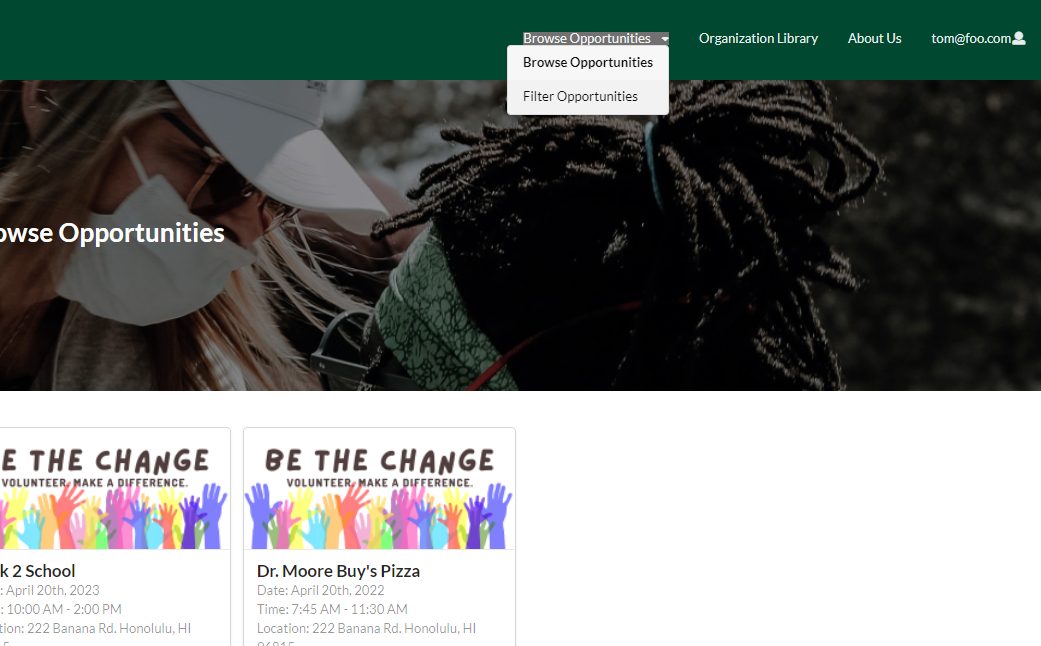 Browse Opportunities
Organization Library
About Us
tom@foo.com
Browse Opportunities
Filter Opportunities
owse Opportunities
E THE CHANGE
VOLUNTEER. MAKE A DIFFERENCE.
BE THE CHANGE
VOLUNTEER. MAKE A DIFFERENCE.
k 2 School
: April 20th, 2023
: 10:00 AM - 2:00 PM
tion: 222 Banana Rd. Honolulu, HI
Dr. Moore Buy's Pizza
Date: April 20th, 2022
Time: 7:45 AM - 11:30 AM
Location: 222 Banana Rd. Honolulu, HI
96815